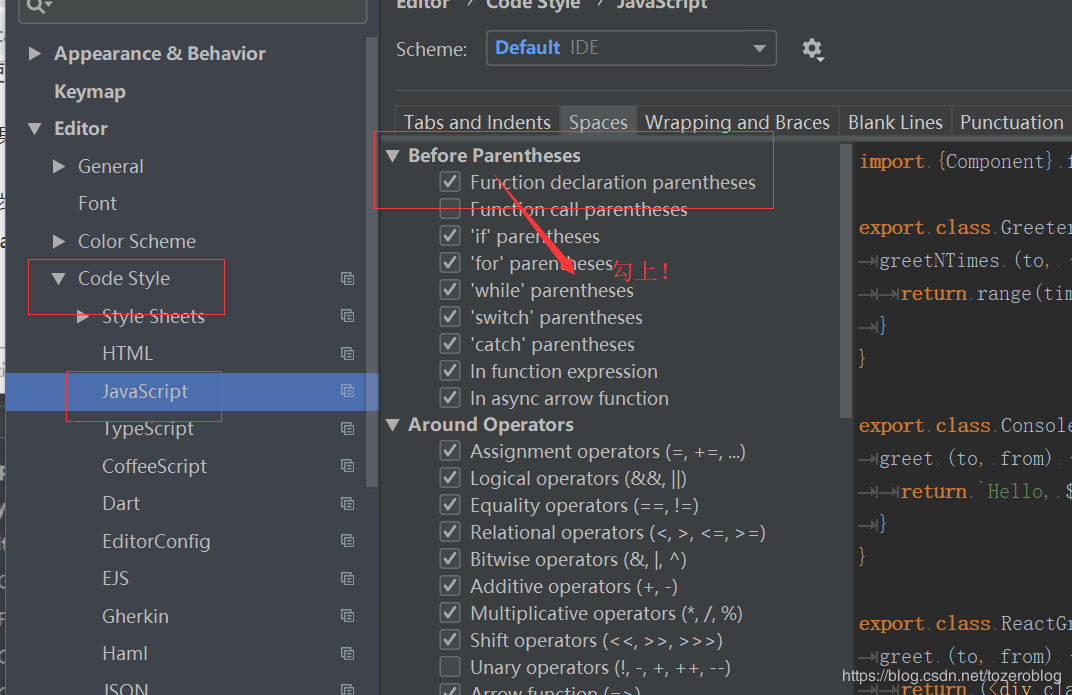 Editor › Code Style › JavaScript
Appearance & Behavior
Keymap
Editor
General
Font
Color Scheme
Code Style
Style Sheets
HTML
JavaScript
TypeScript
CoffeeScript
Dart
EditorConfig
EJS
Gherkin
Haml
JSON
Scheme: Default IDE
Tabs and Indents Spaces Wrapping and Braces Blank Lines Punctuation
Before Parentheses
Function declaration parentheses
Function call parentheses
'if' parentheses
'for' parentheses
勾上！
'while' parentheses
'switch' parentheses
'catch' parentheses
In function expression
In async arrow function
Around Operators
Assignment operators (=, +=, ...)
Logical operators (&&, ||)
Equality operators (==, !=)
Relational operators (<, >, <=, >=)
Bitwise operators (&, |, ^)
Additive operators (+, -)
Multiplicative operators (*, /, %)
Shift operators (<<, >>, >>>)
Unary operators (!, -, +, ++, --)
Arrow function (=>)
import {Component} f
export class Greeter
greetNTimes (to,
return range(tim
}
}
export class Console
greet (to, from)
return `Hello, $
}
}
export class ReactGr
greet (to, from)
return (<div cla
https://blog.csdn.net/tozeroblog